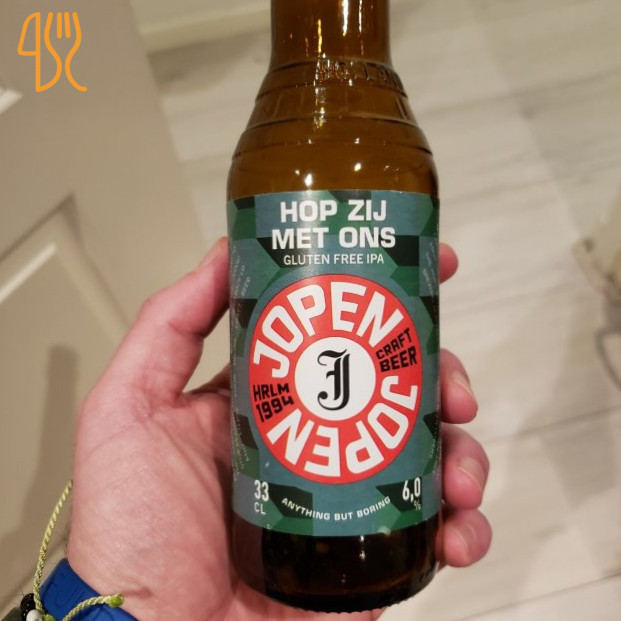 HOP ZIJ
MET ONS
GLUTEN FREE IPA
JOPEN
CRAFT
BEER
J
HRLM
1994
JOPEN
33
CL
ANYTHING BUT BORING
6,0
%